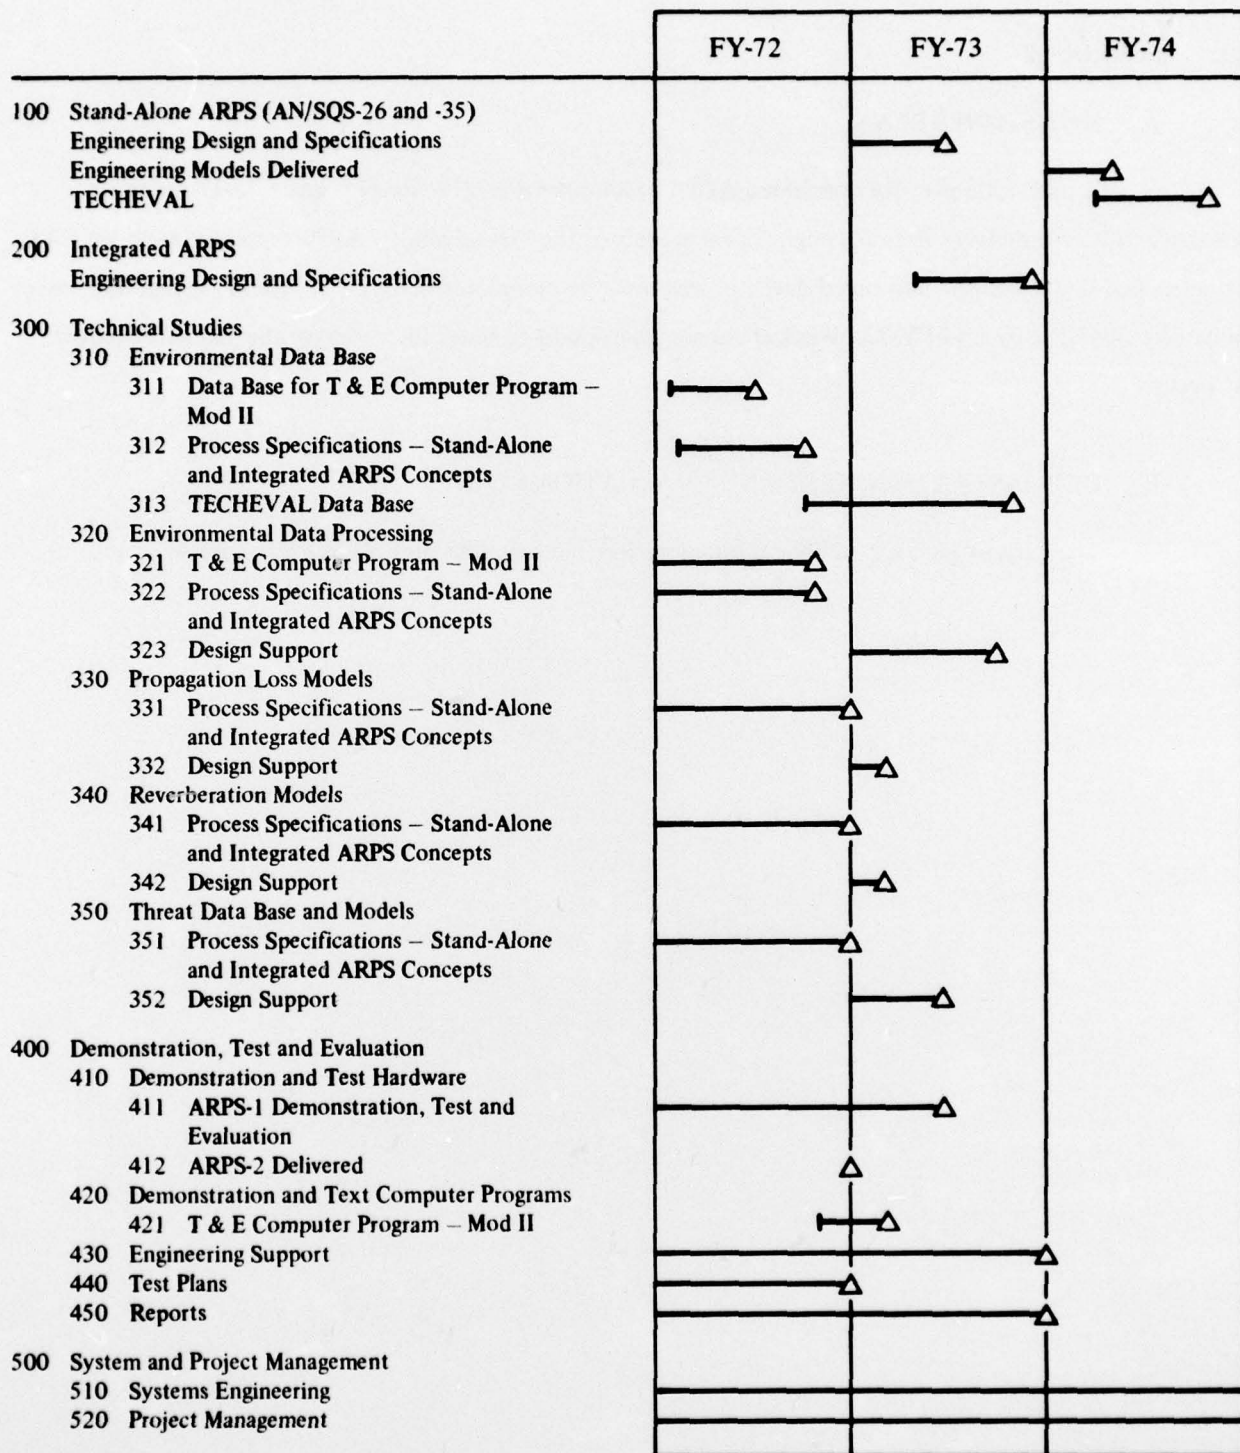 FY-72 FY-73 FY-74
100 Stand-Alone ARPS (AN/SQS-26 and -35)
Engineering Design and Specifications
Engineering Models Delivered
TECHEVAL
200 Integrated ARPS
Engineering Design and Specifications
300 Technical Studies
310 Environmental Data Base
311 Data Base for T & E Computer Program –
Mod II
312 Process Specifications – Stand-Alone
and Integrated ARPS Concepts
313 TECHEVAL Data Base
320 Environmental Data Processing
321 T & E Computer Program – Mod II
322 Process Specifications – Stand-Alone
and Integrated ARPS Concepts
323 Design Support
330 Propagation Loss Models
331 Process Specifications – Stand-Alone
and Integrated ARPS Concepts
332 Design Support
340 Reverberation Models
341 Process Specifications – Stand-Alone
and Integrated ARPS Concepts
342 Design Support
350 Threat Data Base and Models
351 Process Specifications – Stand-Alone
and Integrated ARPS Concepts
352 Design Support
400 Demonstration, Test and Evaluation
410 Demonstration and Test Hardware
411 ARPS-1 Demonstration, Test and
Evaluation
412 ARPS-2 Delivered
420 Demonstration and Text Computer Programs
421 T & E Computer Program – Mod II
430 Engineering Support
440 Test Plans
450 Reports
500 System and Project Management
510 Systems Engineering
520 Project Management